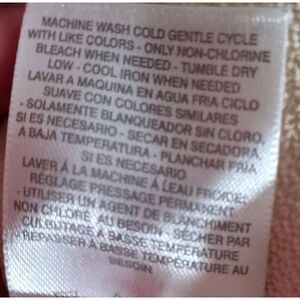 MACHINE WASH COLD GENTLE CYCLE
WITH LIKE COLORS - ONLY NON-CHLORINE
BLEACH WHEN NEEDED - TUMBLE DRY
LOW - COOL IRON WHEN NEEDED
LAVAR A MAQUINA EN AGUA FRIA CICLO
SUAVE CON COLORES SIMILARES
- SOLAMENTE BLANQUEADOR SIN CLORO,
SI ES NECESARIO - SECAR EN SECADORA,
A BAJA TEMPERATURA - PLANCHAR FRIA
SI ES NECESARIO
LAVER À LA MACHINE À L'EAU FROIDE;
RÉGLAGE PRESSAGE PERMANENT
- UTILISER UN AGENT DE BLANCHIMENT
NON CHLORÉ AU BESOIN - SÉCHER PAR
CULBUTAGE À BASSE TEMPÉRATURE
- REPASSER À BASSE TEMPÉRATURE AU
BESOIN